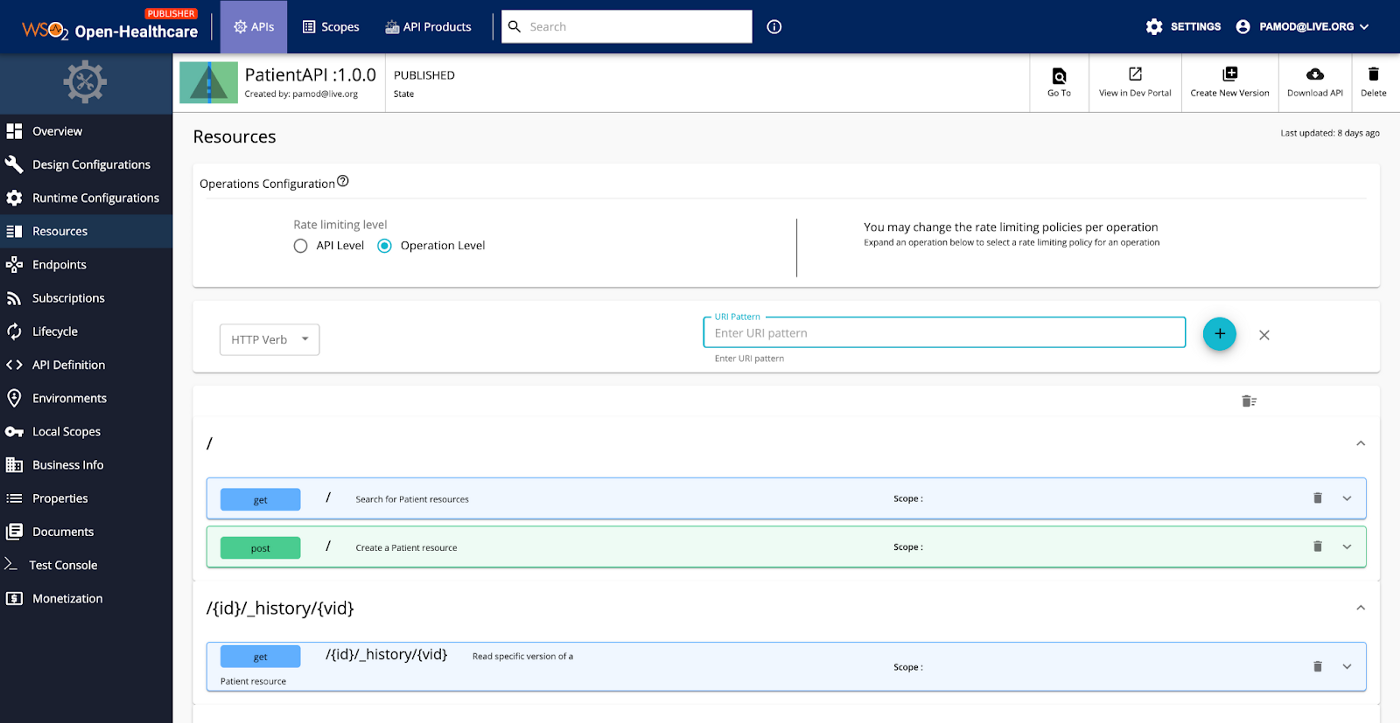 PUBLISHER
WSO2 Open-Healthcare
APIs
Scopes
API Products
Search
SETTINGS
PAMOD@LIVE.ORG
PatientAPI :1.0.0
Created by: pamod@live.org
PUBLISHED
State
Go To
View in Dev Portal
Create New Version
Download API
Delete
Overview
Design Configurations
Runtime Configurations
Resources
Endpoints
Subscriptions
Lifecycle
API Definition
Environments
Local Scopes
Business Info
Properties
Documents
Test Console
Monetization
Resources
Last updated: 8 days ago
Operations Configuration
Rate limiting level
API Level
Operation Level
You may change the rate limiting policies per operation
Expand an operation below to select a rate limiting policy for an operation
HTTP Verb
URI Pattern
Enter URI pattern
Enter URI pattern
/
get / Search for Patient resources Scope :
post / Create a Patient resource Scope :
/{id}/_history/{vid}
get /{id}/_history/{vid} Read specific version of a
Patient resource
Scope :